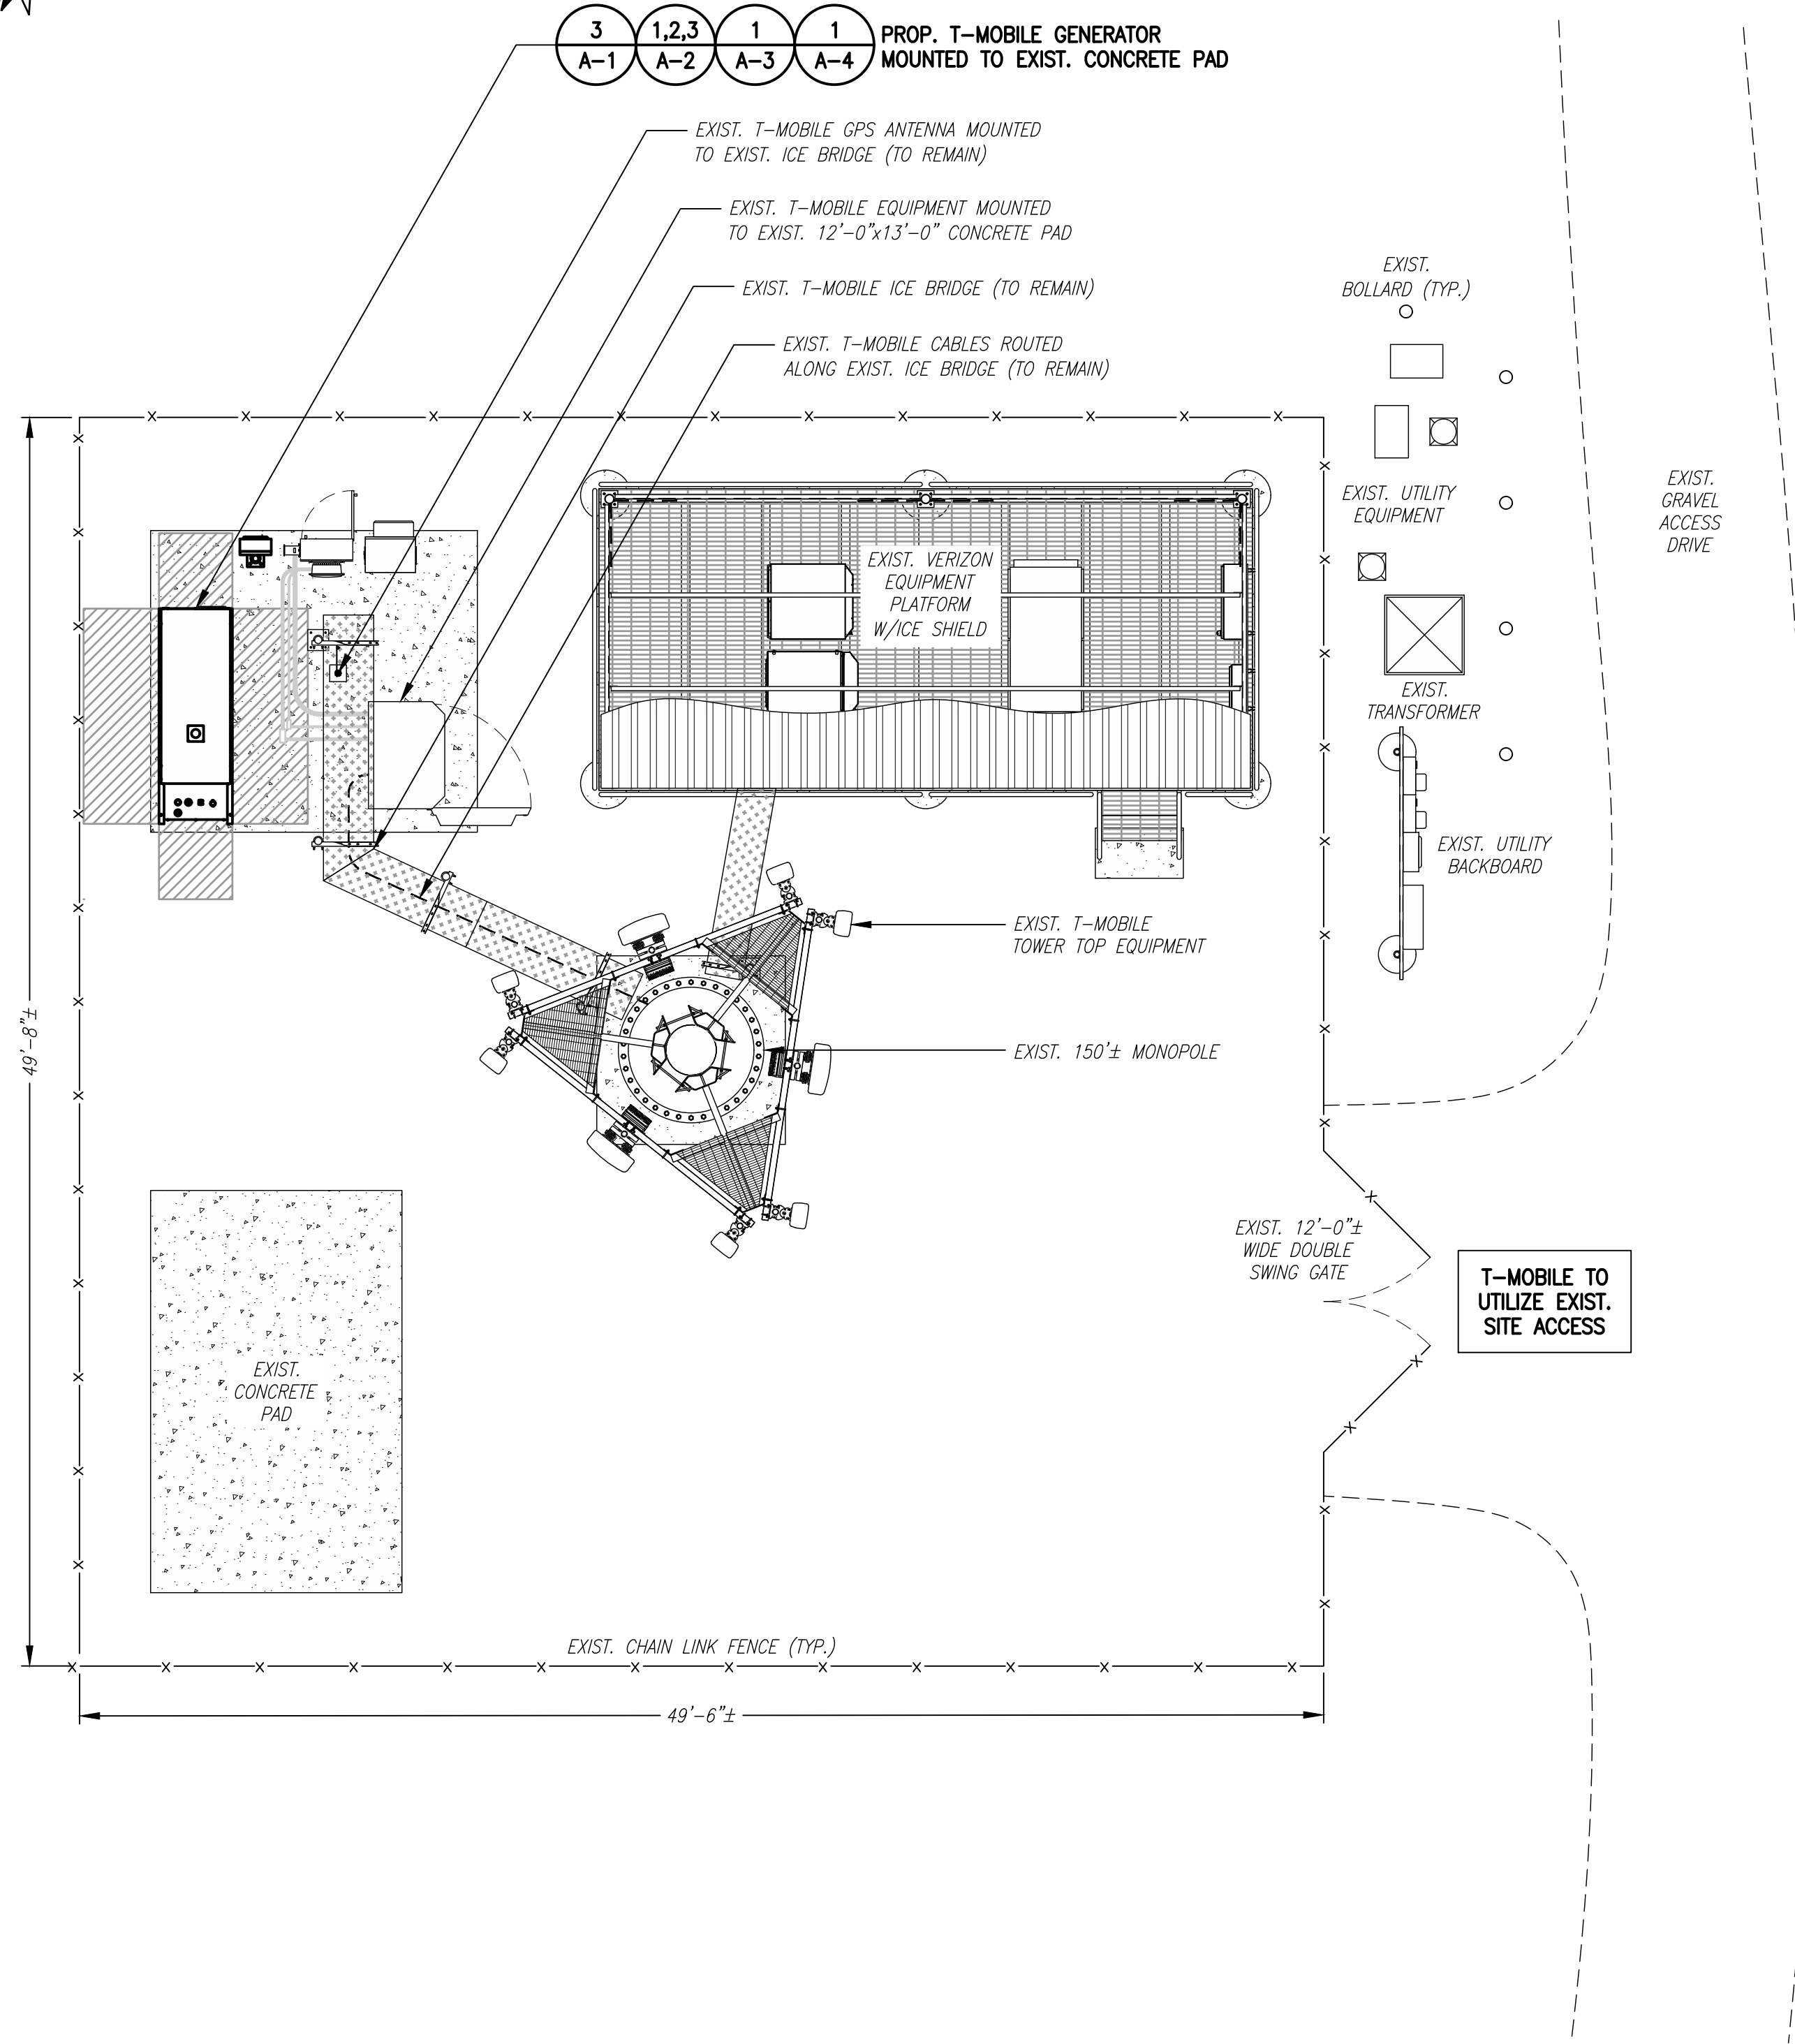 3
A-1
1,2,3
A-2
1
A-3
1
A-4
PROP. T-MOBILE GENERATOR
MOUNTED TO EXIST. CONCRETE PAD
EXIST. T-MOBILE GPS ANTENNA MOUNTED
TO EXIST. ICE BRIDGE (TO REMAIN)
EXIST. T-MOBILE EQUIPMENT MOUNTED
TO EXIST. 12'-0"x13'-0" CONCRETE PAD
EXIST. T-MOBILE ICE BRIDGE (TO REMAIN)
EXIST. T-MOBILE CABLES ROUTED
ALONG EXIST. ICE BRIDGE (TO REMAIN)
EXIST.
BOLLARD (TYP.)
EXIST. UTILITY
EQUIPMENT
EXIST.
GRAVEL
ACCESS
DRIVE
EXIST. VERIZON
EQUIPMENT
PLATFORM
W/ICE SHIELD
EXIST.
TRANSFORMER
EXIST. UTILITY
BACKBOARD
EXIST. T-MOBILE
TOWER TOP EQUIPMENT
EXIST. 150'± MONOPOLE
49'-8"±
EXIST. 12'-0"±
WIDE DOUBLE
SWING GATE
T-MOBILE TO
UTILIZE EXIST.
SITE ACCESS
EXIST.
CONCRETE
PAD
EXIST. CHAIN LINK FENCE (TYP.)
49'-6"±